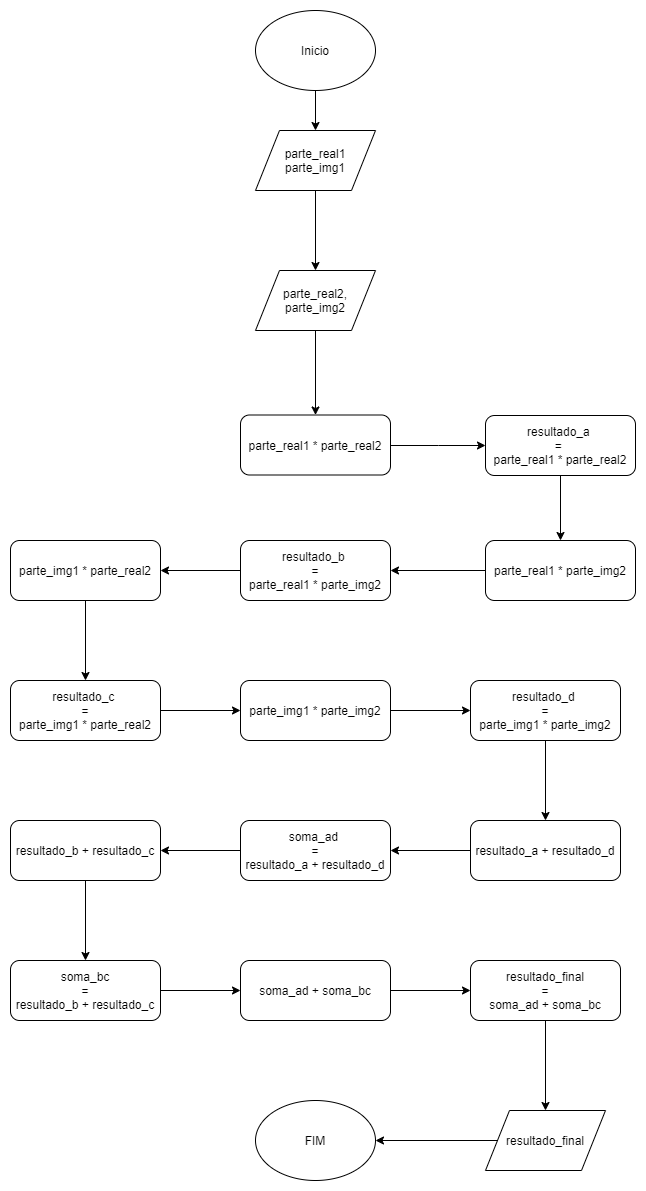 Inicio
parte_real1
parte_img1
parte_real2,
parte_img2
parte_real1 * parte_real2
resultado_a
=
parte_real1 * parte_real2
parte_real1 * parte_img2
resultado_b
=
parte_real1 * parte_img2
parte_img1 * parte_real2
resultado_c
=
parte_img1 * parte_real2
parte_img1 * parte_img2
resultado_d
=
parte_img1 * parte_img2
resultado_a + resultado_d
soma_ad
=
resultado_a + resultado_d
resultado_b + resultado_c
soma_bc
=
resultado_b + resultado_c
soma_ad + soma_bc
resultado_final
=
soma_ad + soma_bc
resultado_final
FIM